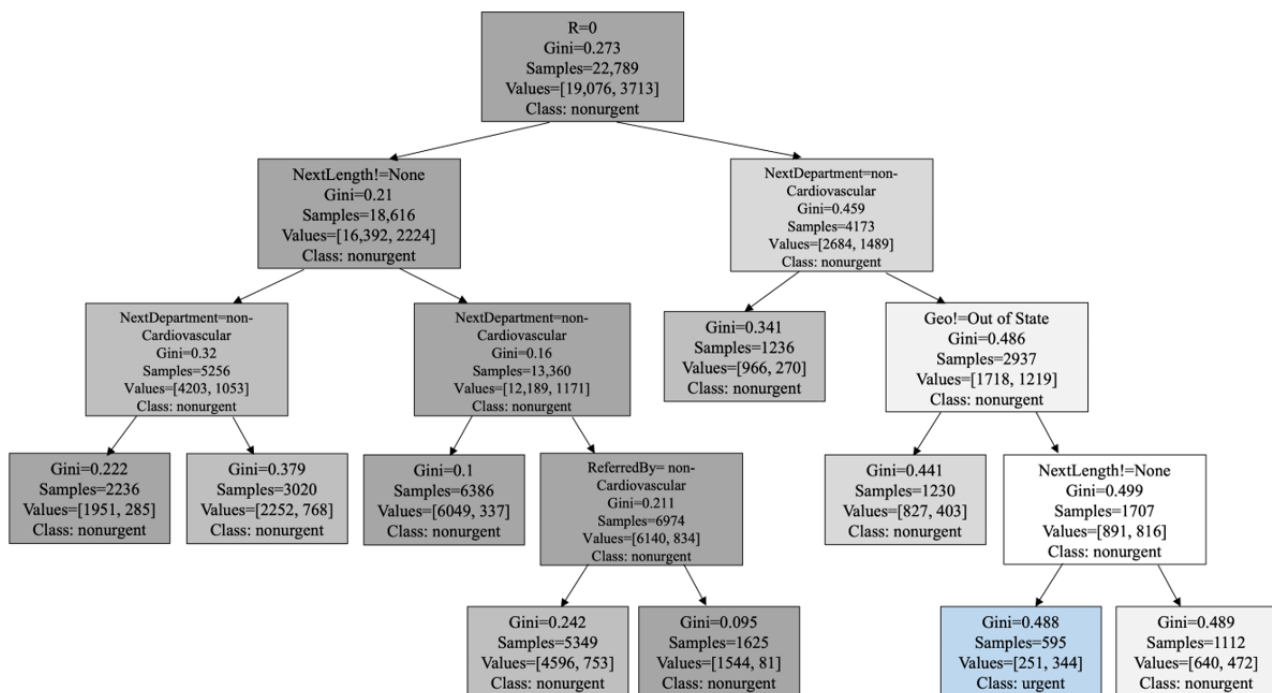 R=0
Gini=0.273
Samples=22,789
Values=[19,076, 3713]
Class: nonurgent
NextLength!=None
Gini=0.21
Samples=18,616
Values=[16,392, 2224]
Class: nonurgent
NextDepartment=non-
Cardiovascular
Gini=0.459
Samples=4173
Values=[2684, 1489]
Class: nonurgent
NextDepartment=non-
Cardiovascular
Gini=0.32
Samples=5256
Values=[4203, 1053]
Class: nonurgent
NextDepartment=non-
Cardiovascular
Gini=0.16
Samples=13,360
Values=[12,189, 1171]
Class: nonurgent
Gini=0.341
Samples=1236
Values=[966, 270]
Class: nonurgent
Geo!=Out of State
Gini=0.486
Samples=2937
Values=[1718, 1219]
Class: nonurgent
Gini=0.222
Samples=2236
Values=[1951, 285]
Class: nonurgent
Gini=0.379
Samples=3020
Values=[2252, 768]
Class: nonurgent
Gini=0.1
Samples=6386
Values=[6049, 337]
Class: nonurgent
ReferredBy= non-
Cardiovascular
Gini=0.211
Samples=6974
Values=[6140, 834]
Class: nonurgent
Gini=0.441
Samples=1230
Values=[827, 403]
Class: nonurgent
NextLength!=None
Gini=0.499
Samples=1707
Values=[891, 816]
Class: nonurgent
Gini=0.242
Samples=5349
Values=[4596, 753]
Class: nonurgent
Gini=0.095
Samples=1625
Values=[1544, 81]
Class: nonurgent
Gini=0.488
Samples=595
Values=[251, 344]
Class: urgent
Gini=0.489
Samples=1112
Values=[640, 472]
Class: nonurgent